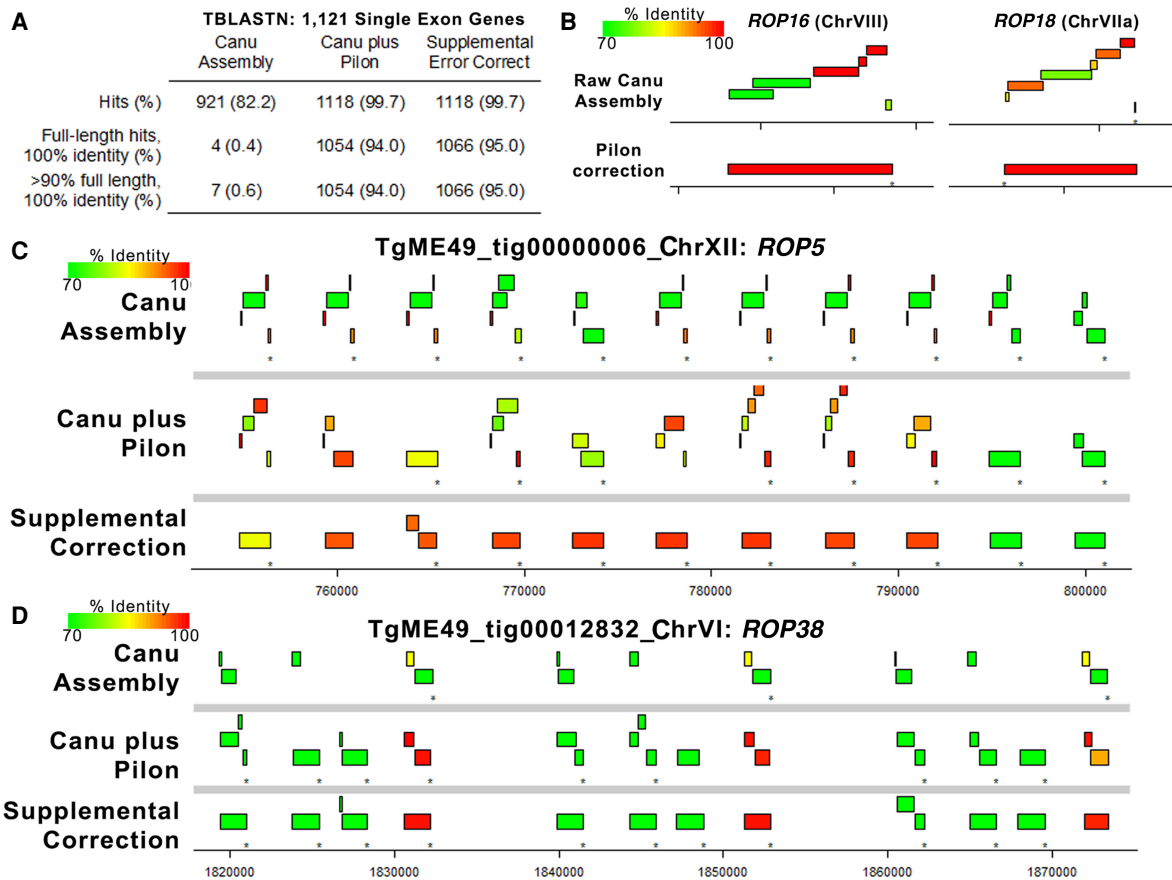 A
TBLASTN: 1,121 Single Exon Genes
Canu Assembly
Canu plus Pilon
Supplemental Error Correct
Hits (%)
921 (82.2)
1118 (99.7)
1118 (99.7)
Full-length hits, 100% identity (%)
4 (0.4)
1054 (94.0)
1066 (95.0)
>90% full length, 100% identity (%)
7 (0.6)
1054 (94.0)
1066 (95.0)
B
% Identity
70
100
ROP16 (ChrVIII)
ROP18 (ChrVIIa)
Raw Canu
Assembly
*
Pilon
correction
*
*
C
TgME49_tig00000006_ChrXII: ROP5
% Identity
70
100
Canu
Assembly
* * * * * * * * * * *
Canu plus
Pilon
* * * * * * * * *
Supplemental
Correction
* * * * * * * * * *
760000
770000
780000
790000
800000
D
TgME49_tig00012832_ChrVI: ROP38
% Identity
70
100
Canu
Assembly
* * *
Canu plus
Pilon
* * * * * * * * *
Supplemental
Correction
* * * * * * * * * * *
1820000
1830000
1840000
1850000
1860000
1870000